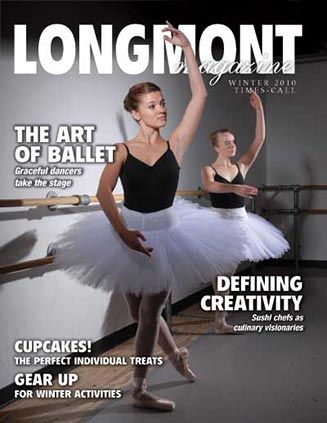 LONGMONT
magazine
WINTER 2010
TIMES-CALL
THE ART
OF BALLET
Graceful dancers
take the stage
DEFINING
CREATIVITY
Sushi chefs as
culinary visionaries
CUPCAKES!
THE PERFECT INDIVIDUAL TREATS
GEAR UP
FOR WINTER ACTIVITIES